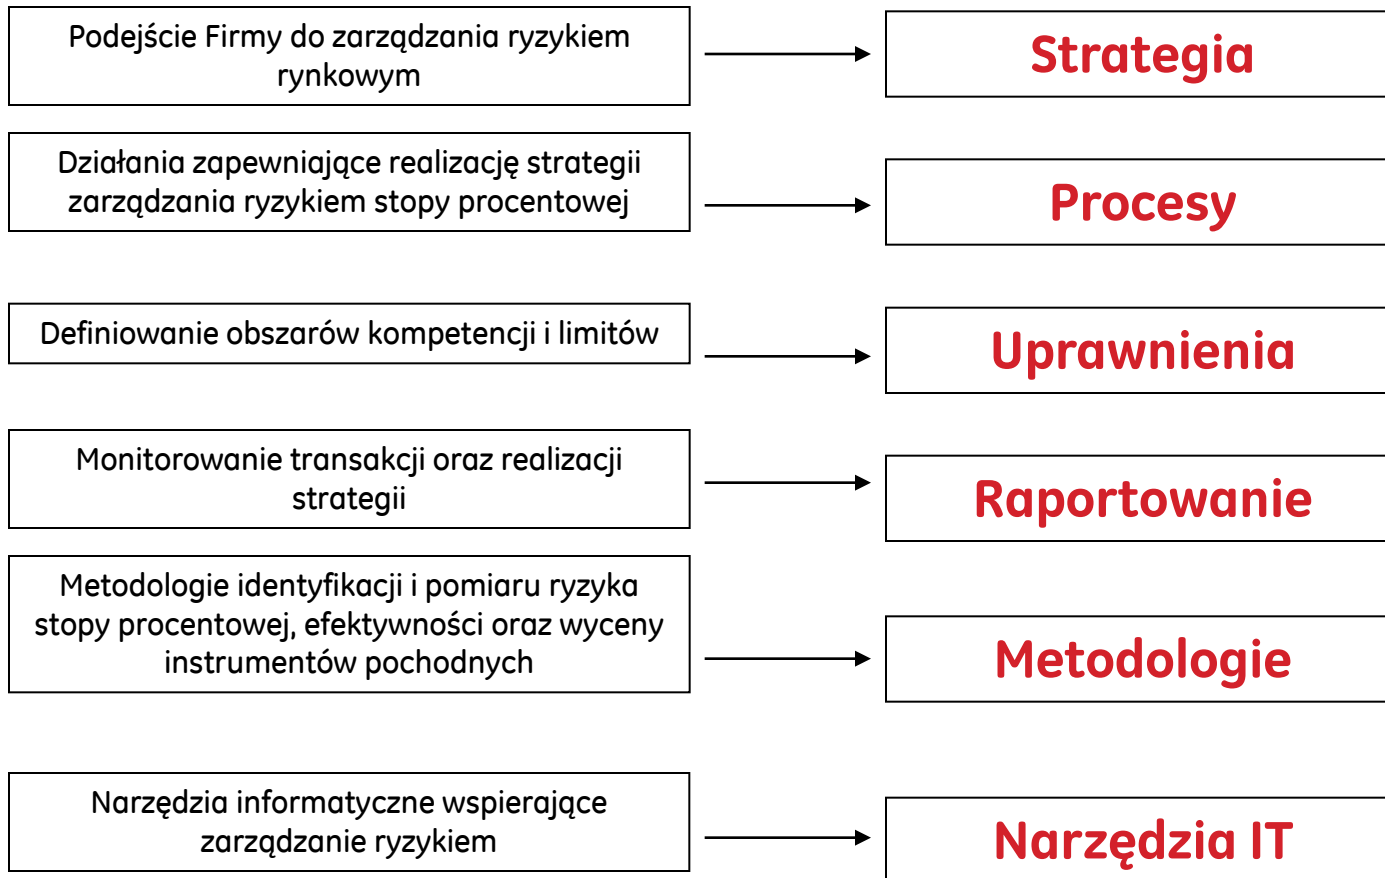 Podejście Firmy do zarządzania ryzykiem
rynkowym
Strategia
Działania zapewniające realizację strategii
zarządzania ryzykiem stopy procentowej
Procesy
Definiowanie obszarów kompetencji i limitów
Uprawnienia
Monitorowanie transakcji oraz realizacji
strategii
Raportowanie
Metodologie identyfikacji i pomiaru ryzyka
stopy procentowej, efektywności oraz wyceny
instrumentów pochodnych
Metodologie
Narzędzia informatyczne wspierające
zarządzanie ryzykiem
Narzędzia IT